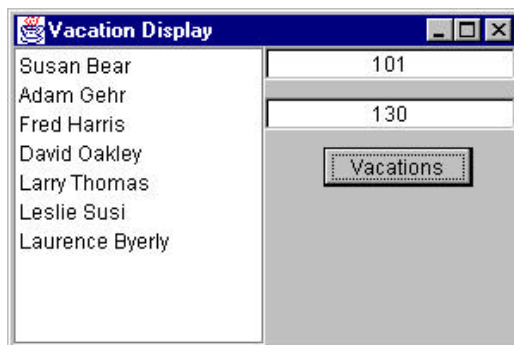 Vacation Display
Susan Bear
Adam Gehr
Fred Harris
David Oakley
Larry Thomas
Leslie Susi
Laurence Byerly
101
130
Vacations